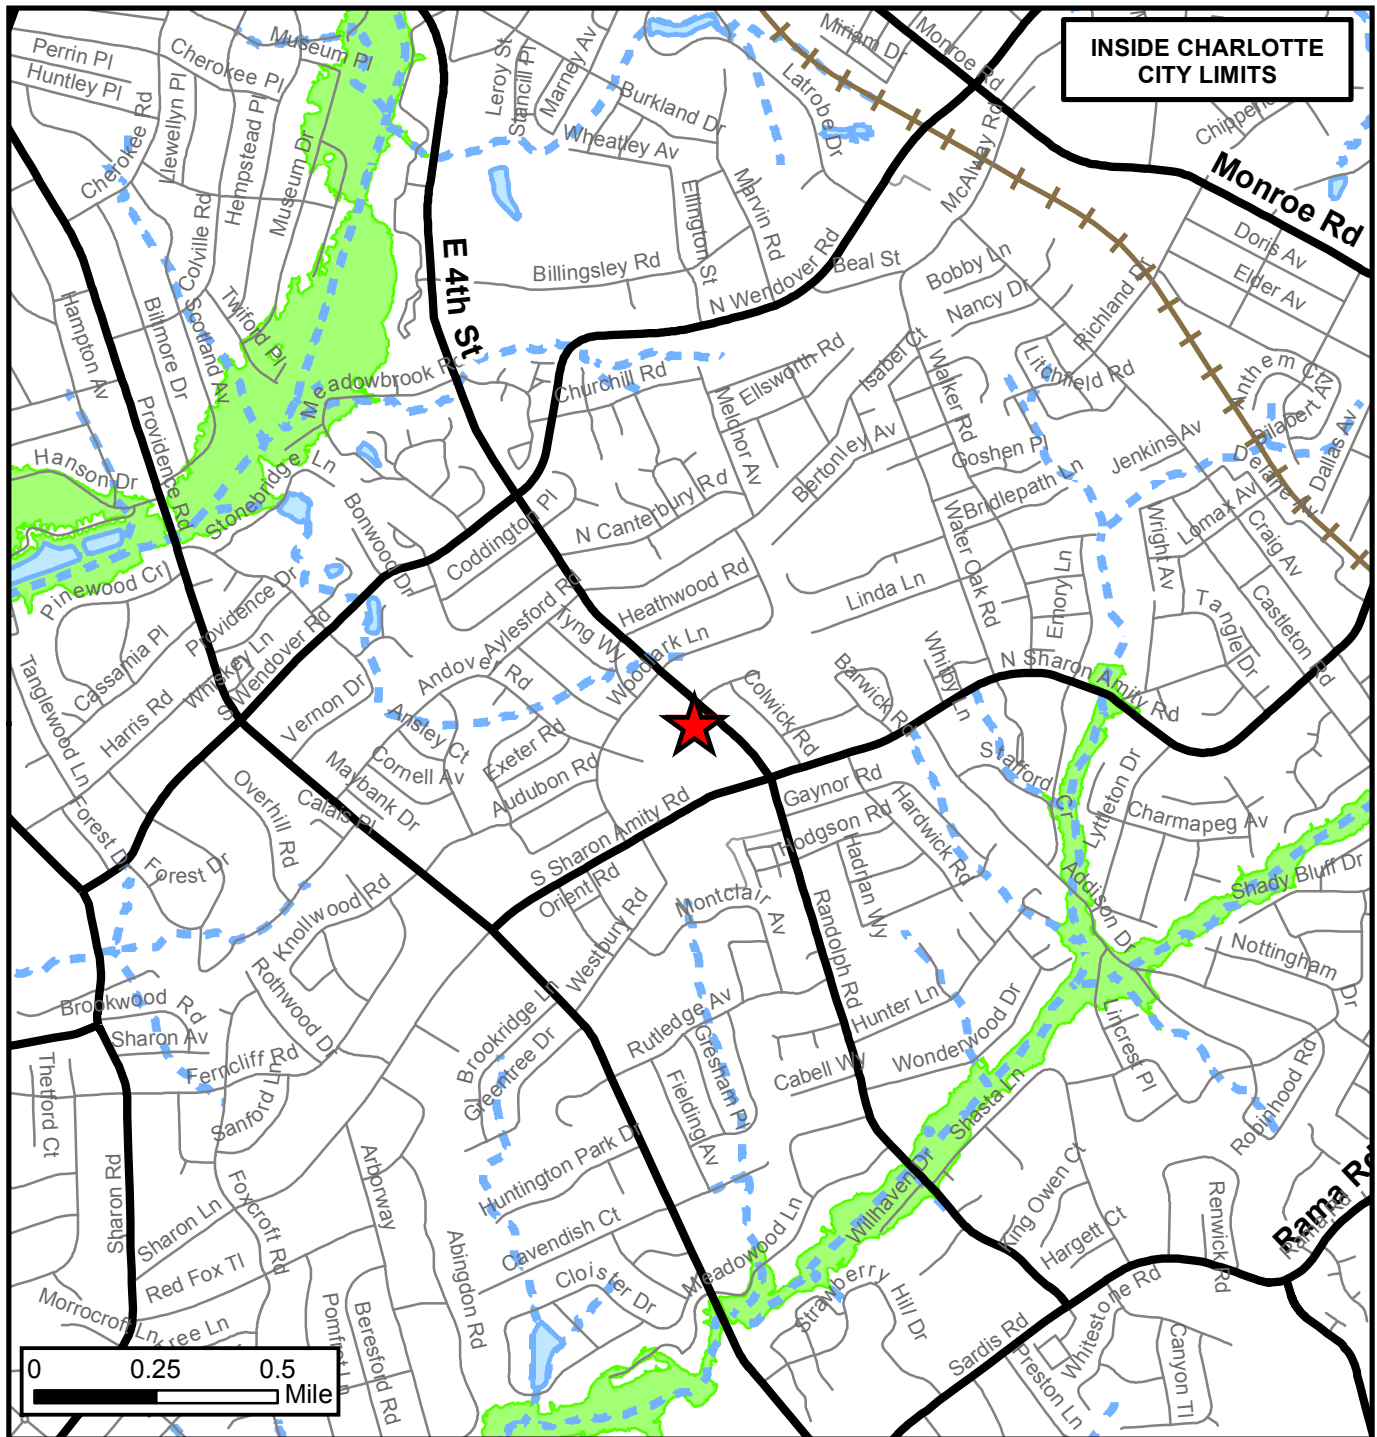 INSIDE CHARLOTTE
CITY LIMITS
Perrin Pl
Huntley Pl
Cherokee Pl
Museum Pl
Cherokee Rd
Llewellyn Pl
Hempstead Pl
Museum Dr
Colville Rd
Leroy St
Stancill Pl
Marney Av
Burkland Dr
Wheatley Av
Latrobe Dr
Miriam Dr
Monroe Rd
McAlway Rd
Monroe Rd
Doris Av
Elder Av
Ellington St
Marvin Rd
Billingsley Rd
N Wendover Rd
Beal St
Bobby Ln
Nancy Dr
Richland Dr
E 4th St
Hampton Av
Biltmore Dr
Scotland Av
Twiford Pl
Meadowbrook Rd
Churchill Rd
Ellsworth Rd
Isabel Ct
Walker Rd
Litchfield Rd
Anthem Ct
Dilabert Av
Delane Av
Dallas Av
Meldhor Av
Bertonley Av
Goshen Pl
Jenkins Av
Bridlepath Ln
Lomax Av
Craig Av
Wright Av
Hanson Dr
Providence Rd
Stonebridge Ln
Bonwood Dr
Coddington Pl
N Canterbury Rd
Water Oak Rd
Linda Ln
Emory Ln
Tangle Dr
Castleton Rd
Pinewood Cr
Providence Dr
Cassamia Pl
Whiskey Ln
S Wendover Rd
Harris Rd
Tanglewood Ln
Vernon Dr
Andover Rd
Aylesford Rd
Tyng Wy
Heathwood Rd
Woodlark Ln
Colwick Rd
Barwick Rd
Whitby Ln
N Sharon Amity Rd
Ansley Ct
Cornell Av
Exeter Rd
Audubon Rd
Maybank Dr
Calais Pl
Overhill Rd
Forest Dr
Forest Dr
S Sharon Amity Rd
Gaynor Rd
Hodgson Rd
Hadrian Wy
Hardwick Rd
Stafford Cr
Lyttleton Dr
Charmapeg Av
Addison Dr
Shady Bluff Dr
Nottingham Dr
Orient Rd
Westbury Rd
Montclair Av
Randolph Rd
Knollwood Rd
Rothwood Dr
Brookwood Rd
Sharon Av
Ferncliff Rd
Sanford Ln
Thetford Ct
Sharon Rd
Brookridge Ln
Greentree Dr
Rutledge Av
Gresham Pl
Fielding Av
Hunter Ln
Cabell Wy
Wonderwood Dr
Lincrest Pl
Robinhood Rd
Shasta Ln
Willhaven Dr
King Owen Ct
Hargett Ct
Renwick Rd
Rama Rd
Rama Rd
Huntington Park Dr
Cavendish Ct
Cloister Dr
Meadowood Ln
Strawberry Hill Dr
Arborway
Abingdon Rd
Foxcroft Rd
Sharon Ln
Red Fox Tl
Morrocroft Ln
Beresford Rd
Sardis Rd
Preston Ln
Whitestone Rd
Canyon Tl
0 0.25 0.5
Mile